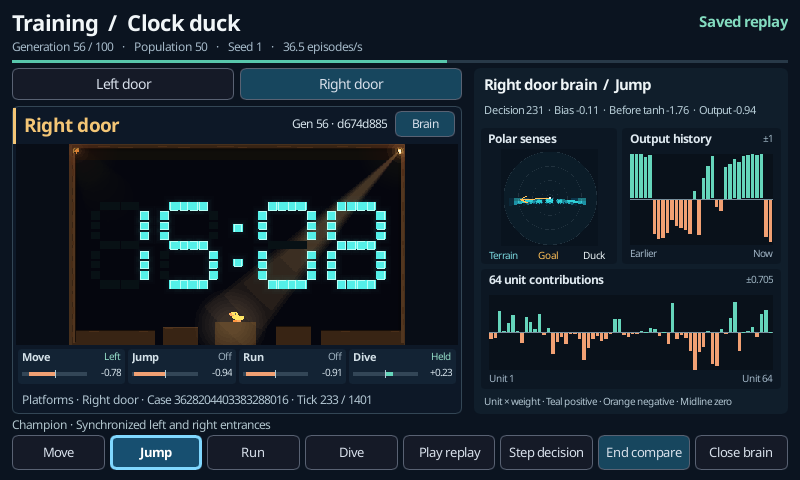 Training / Clock duck
Saved replay
Generation 56 / 100 · Population 50 · Seed 1 · 36.5 episodes/s
Left door
Right door
Right door
Gen 56 · d674d885
Brain
15:08
Move Left
-0.78
Jump Off
-0.94
Run Off
-0.91
Dive Held
+0.23
Platforms · Right door · Case 3628204403383288016 · Tick 233 / 1401
Right door brain / Jump
Decision 231 · Bias -0.11 · Before tanh -1.76 · Output -0.94
Polar senses
Terrain Goal Duck
Output history ±1
Earlier Now
64 unit contributions ±0.705
Unit 1 Unit 64
Unit × weight · Teal positive · Orange negative · Midline zero
Champion · Synchronized left and right entrances
Move
Jump
Run
Dive
Play replay
Step decision
End compare
Close brain